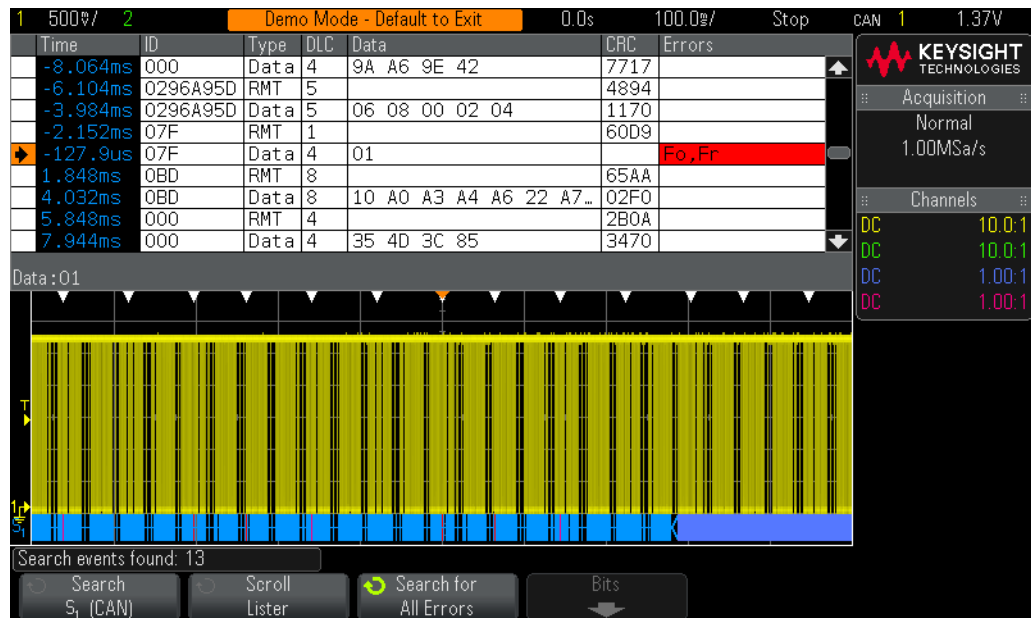 1 500▽/ 2 Demo Mode - Default to Exit 0.0s 100.0▽/ Stop CAN 1 1.37V
Time ID Type DLC Data CRC Errors
-8.064ms 000 Data 4 9A A6 9E 42 7717
-6.104ms 0296A95D RMT 5 4894
-3.984ms 0296A95D Data 5 06 08 00 02 04 1170
-2.152ms 07F RMT 1 60D9
-127.9us 07F Data 4 01 Fo,Fr
1.848ms 0BD RMT 8 65AA
4.032ms 0BD Data 8 10 A0 A3 A4 A6 22 A7… 02F0
5.848ms 000 RMT 4 2B0A
7.944ms 000 Data 4 35 4D 3C 85 3470
Data:01
KEYSIGHT
TECHNOLOGIES
Acquisition
Normal
1.00MSa/s
Channels
DC 10.0:1
DC 10.0:1
DC 1.00:1
DC 1.00:1
T
1
S1
Search events found: 13
Search
S1 (CAN)
Scroll
Lister
Search for
All Errors
Bits